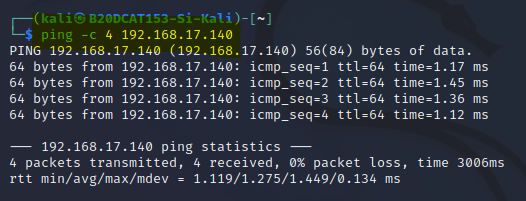 ┌──(kali㉿B20DCAT153-Si-Kali)-[~]
└─$ ping -c 4 192.168.17.140
PING 192.168.17.140 (192.168.17.140) 56(84) bytes of data.
64 bytes from 192.168.17.140: icmp_seq=1 ttl=64 time=1.17 ms
64 bytes from 192.168.17.140: icmp_seq=2 ttl=64 time=1.45 ms
64 bytes from 192.168.17.140: icmp_seq=3 ttl=64 time=1.36 ms
64 bytes from 192.168.17.140: icmp_seq=4 ttl=64 time=1.12 ms
--- 192.168.17.140 ping statistics ---
4 packets transmitted, 4 received, 0% packet loss, time 3006ms
rtt min/avg/max/mdev = 1.119/1.275/1.449/0.134 ms